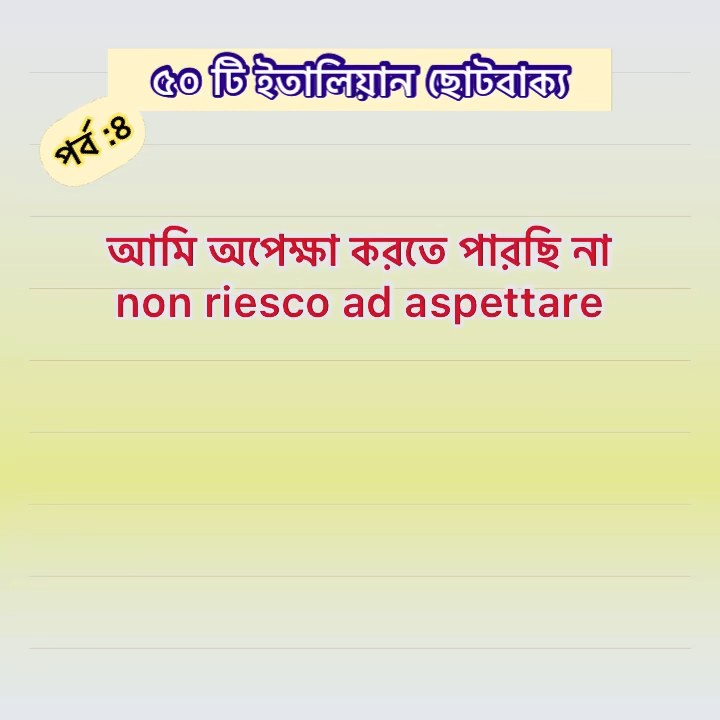 ৫০ টি ইতালিয়ান ছোটবাক্য
পর্ব :৪
আমি অপেক্ষা করতে পারছি না
non riesco ad aspettare